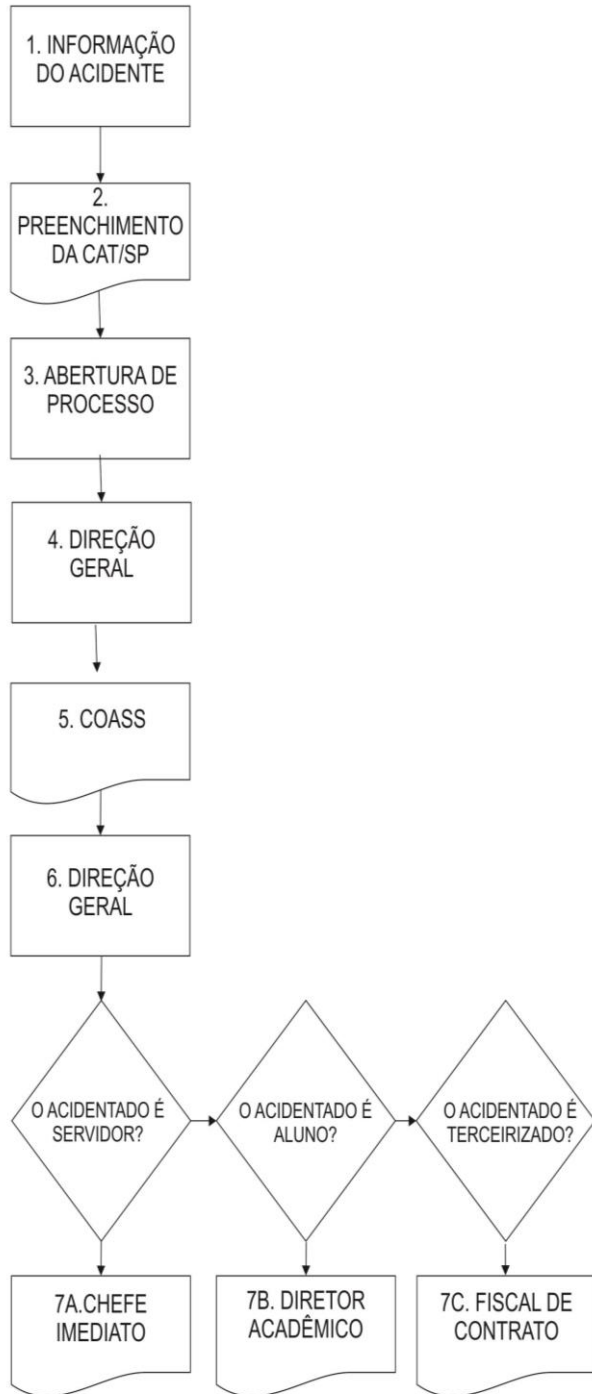 1. INFORMAÇÃO
DO ACIDENTE
2.
PREENCHIMENTO
DA CAT/SP
3. ABERTURA DE
PROCESSO
4. DIREÇÃO
GERAL
5. COASS
6. DIREÇÃO
GERAL
O ACIDENTADO É
SERVIDOR?
O ACIDENTADO É
ALUNO?
O ACIDENTADO É
TERCEIRIZADO?
7A.CHEFE
IMEDIATO
7B. DIRETOR
ACADÊMICO
7C. FISCAL DE
CONTRATO